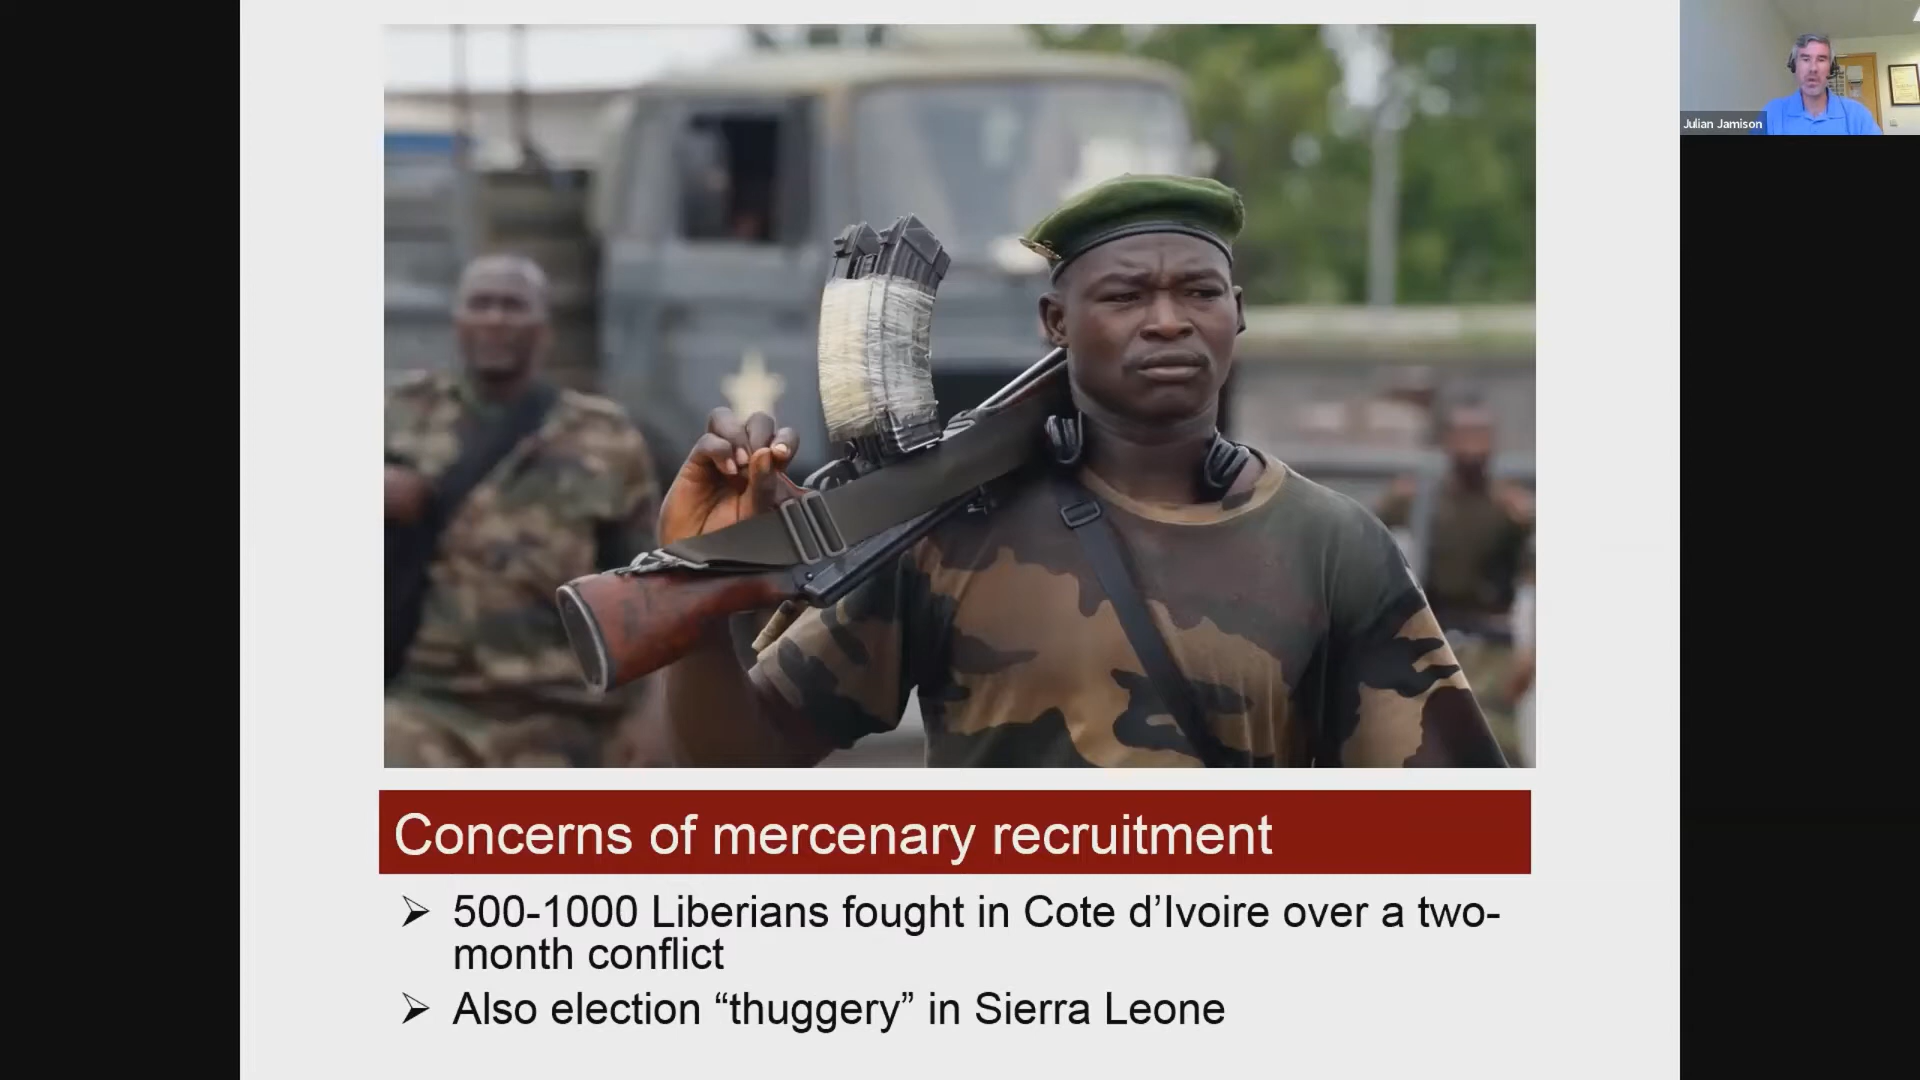 Julian Jamison
Concerns of mercenary recruitment
➢ 500-1000 Liberians fought in Cote d’Ivoire over a two-
month conflict
➢ Also election “thuggery” in Sierra Leone